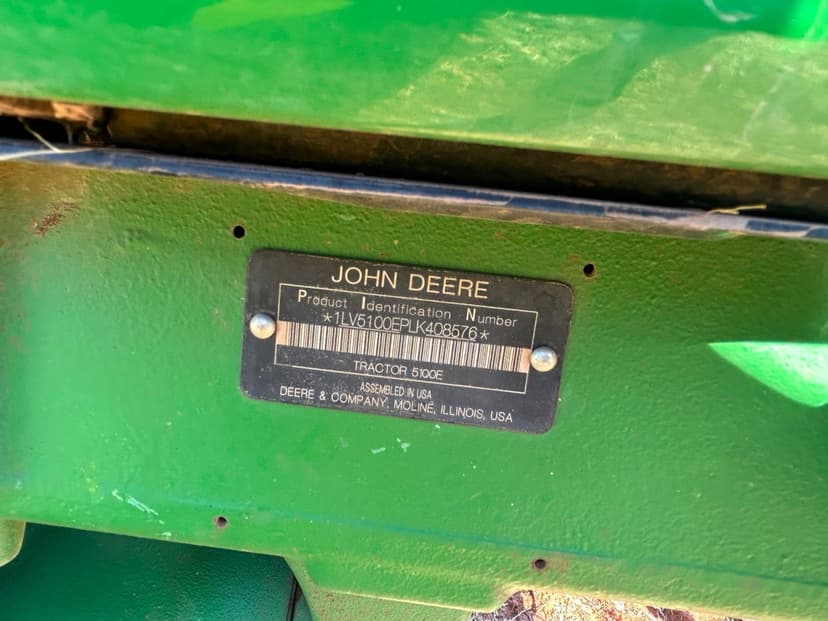 JOHN DEERE
Product Identification Number
*1LV5100EPLK408576*
TRACTOR 5100E
ASSEMBLED IN USA
DEERE & COMPANY, MOLINE, ILLINOIS, USA